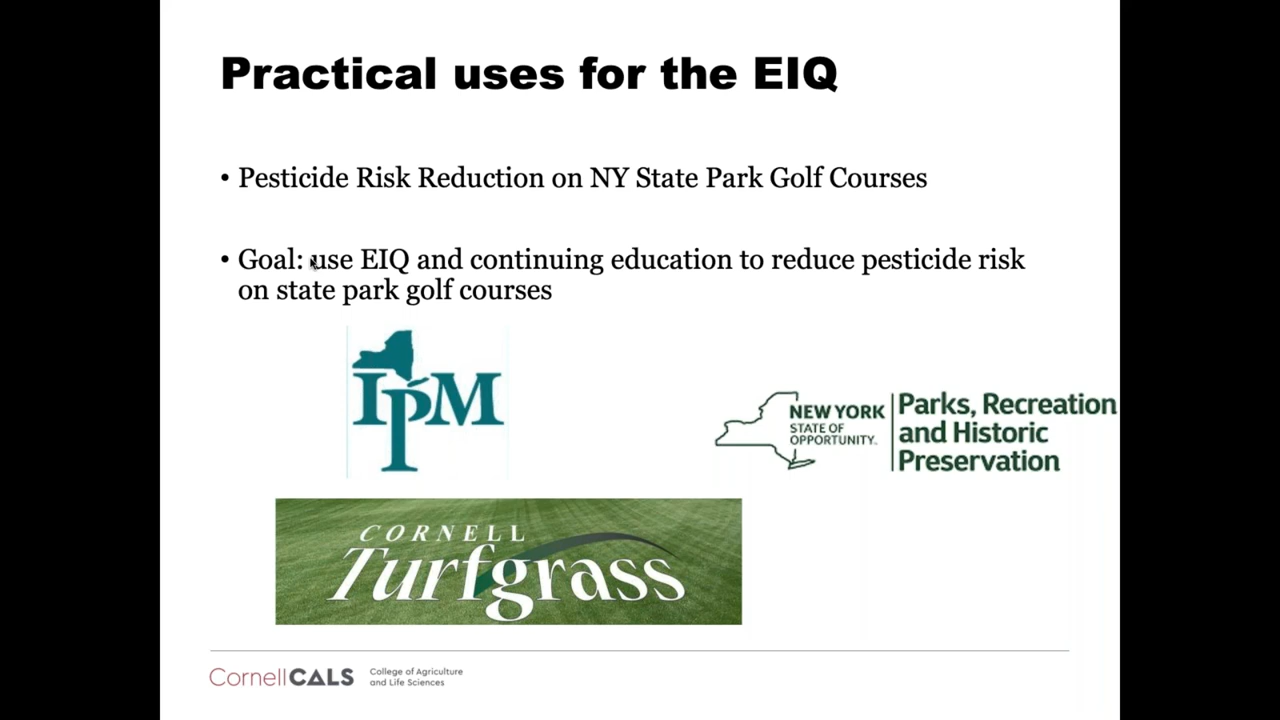 Practical uses for the EIQ
• Pesticide Risk Reduction on NY State Park Golf Courses
• Goal: use EIQ and continuing education to reduce pesticide risk
on state park golf courses
IPM
NEW YORK
STATE OF
OPPORTUNITY.
Parks, Recreation
and Historic
Preservation
CORNELL
Turfgrass
CornellCALS
College of Agriculture
and Life Sciences